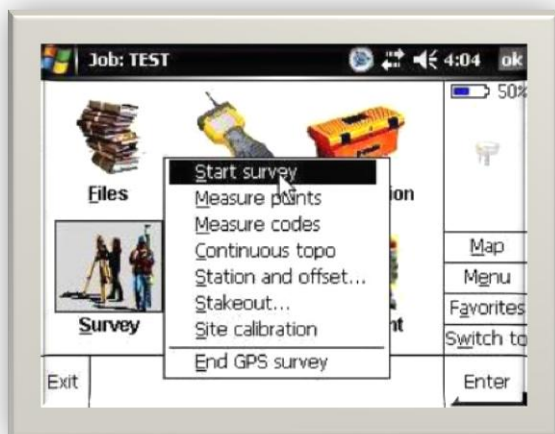 Job: TEST
4:04
ok
50%
Files
ion
Start survey
Measure points
Measure codes
Continuous topo
Station and offset...
Stakeout...
Site calibration
End GPS survey
Survey
nt
Map
Menu
Favorites
Switch to
Exit
Enter